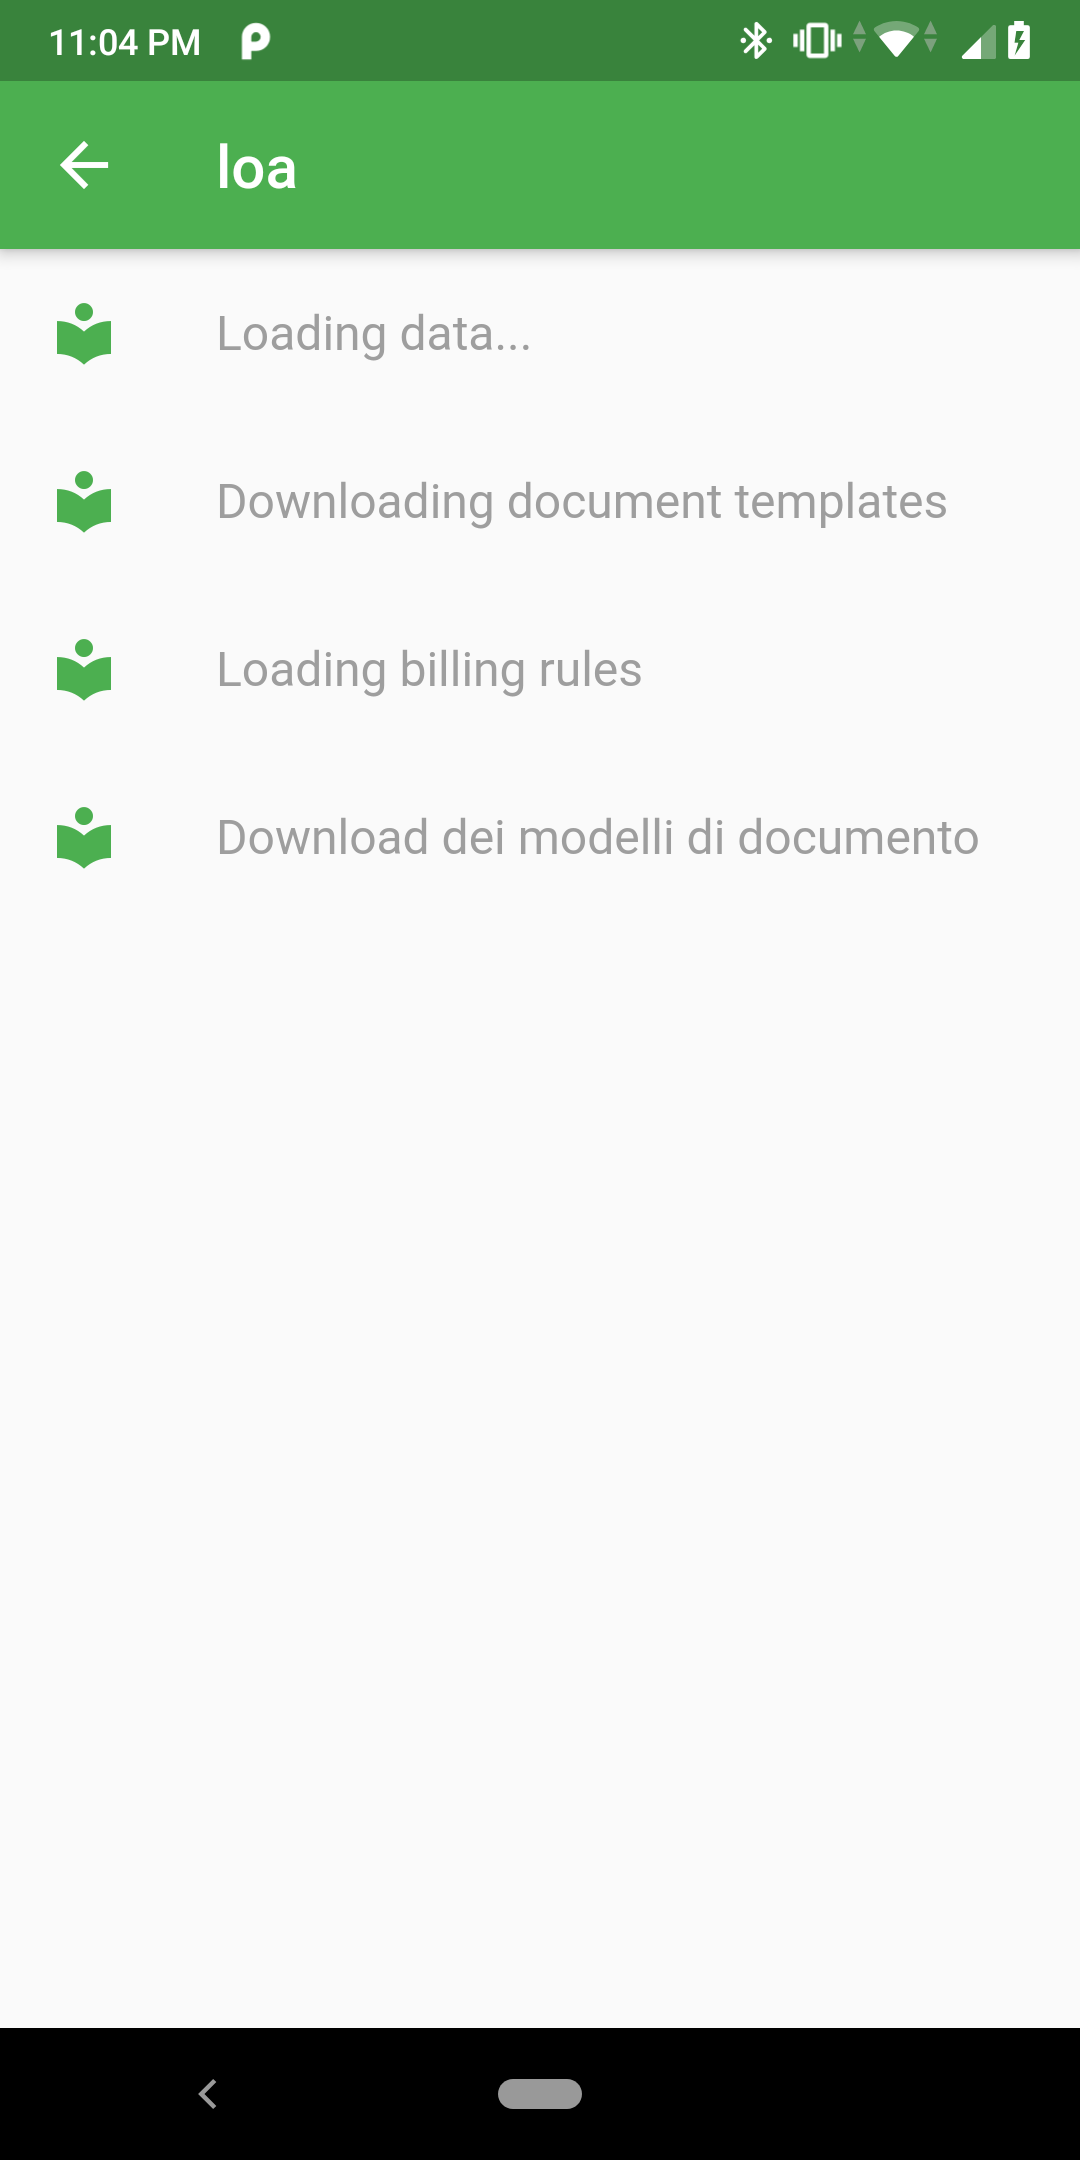 11:04 PM
loa
Loading data...
Downloading document templates
Loading billing rules
Download dei modelli di documento